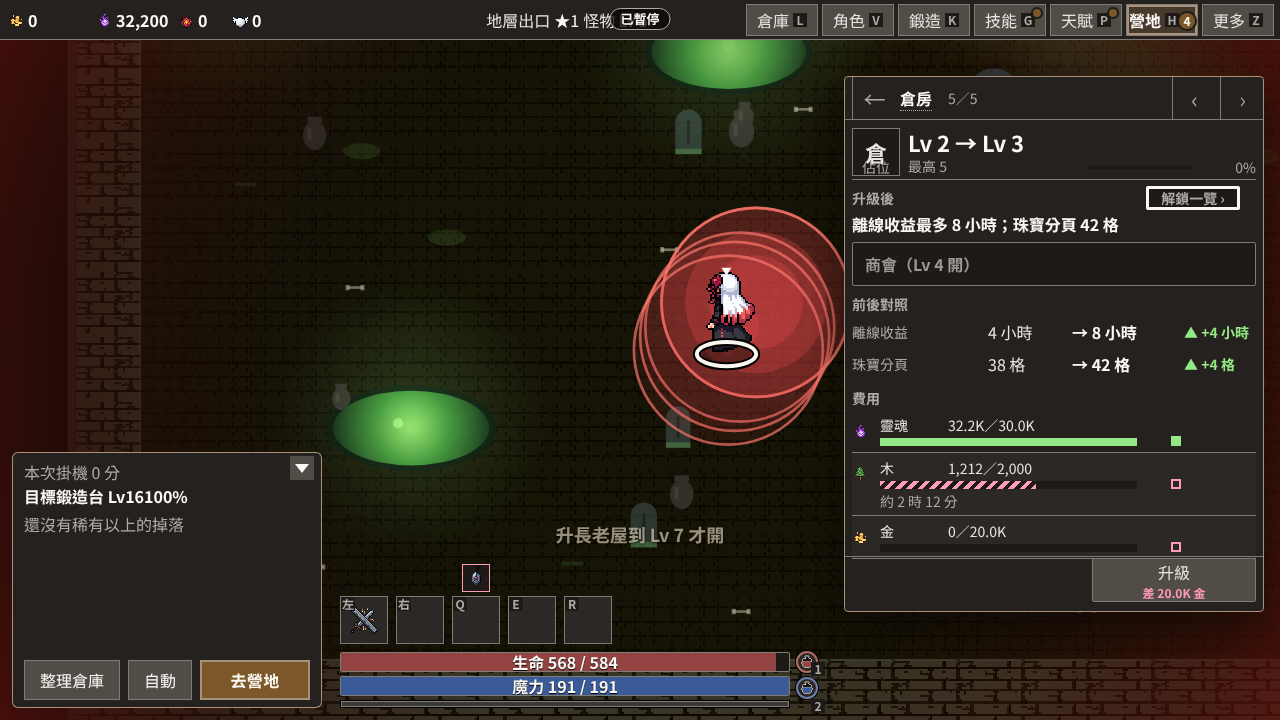 0 32,200 0 0
地層出口 ★1 怪物 已暫停
倉庫 L 角色 V 鍛造 K 技能 G 天賦 P 營地 H 4 更多 Z
← 倉房 5／5 ‹ ›
倉 佔位
Lv 2 → Lv 3
最高 5 0%
升級後 解鎖一覽 ›
離線收益最多 8 小時；珠寶分頁 42 格
商會（Lv 4 開）
前後對照
離線收益 4 小時 → 8 小時 ▲ +4 小時
珠寶分頁 38 格 → 42 格 ▲ +4 格
費用
靈魂 32.2K／30.0K
木 1,212／2,000
約 2 時 12 分
金 0／20.0K
升級
差 20.0K 金
本次掛機 0 分
目標鍛造台 Lv16100%
還沒有稀有以上的掉落
整理倉庫 自動 去營地
升長老屋到 Lv 7 才開
左 右 Q E R
生命 568 / 584 1
魔力 191 / 191
2